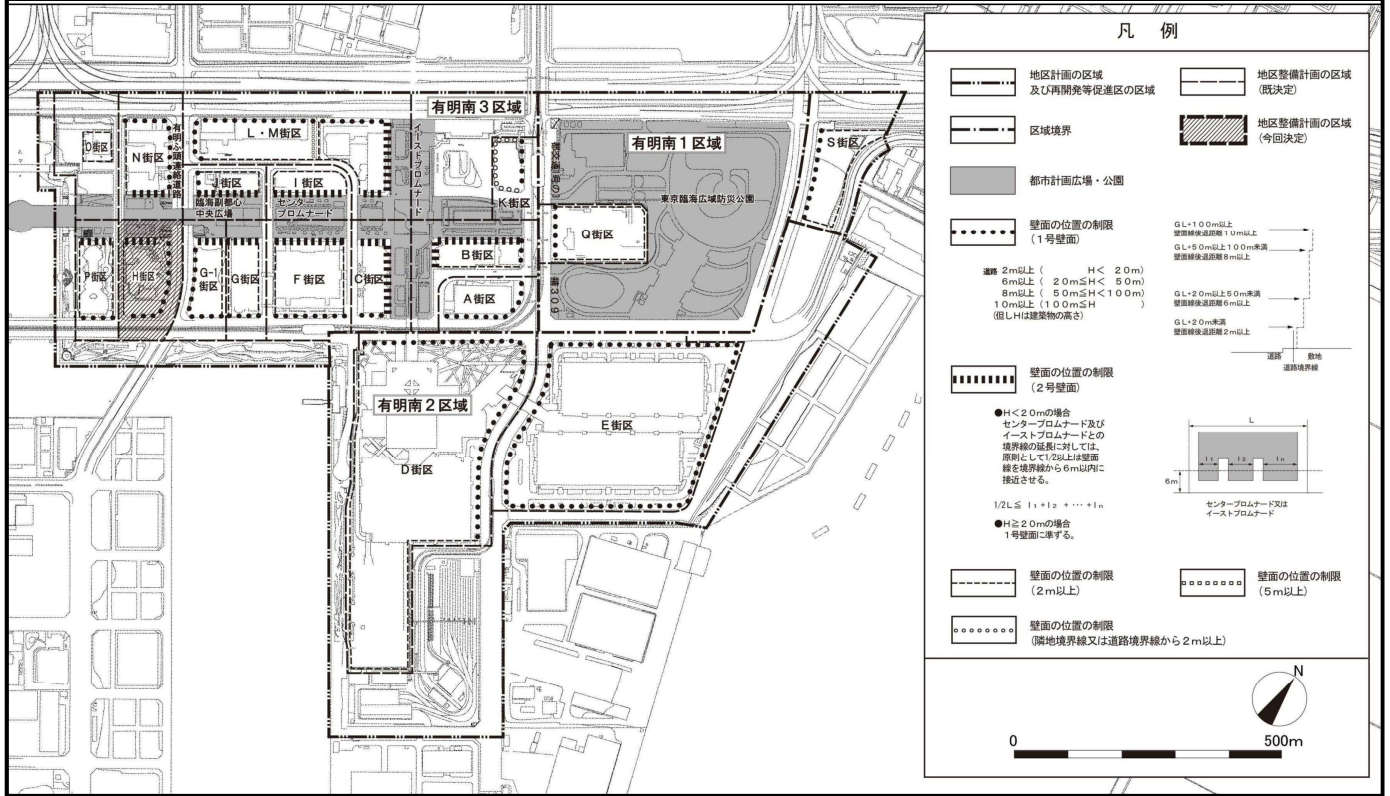 有明南3区域
有明南1区域
有明南2区域
O街区
N街区
有明ふ頭連絡道路
L・M街区
イーストプロムナード
S街区
J街区
I街区
K街区
臨海副都心
中央広場
センター
プロムナード
東京臨海広域防災公園
Q街区
P街区
H街区
G-1
街区
G街区
F街区
C街区
B街区
A街区
E街区
D街区
凡 例
地区計画の区域
及び再開発等促進区の区域
地区整備計画の区域
(既決定)
区域境界
地区整備計画の区域
(今回決定)
都市計画広場・公園
壁面の位置の制限
(1号壁面)
道路 2m以上( H< 20m)
6m以上( 20m≦H< 50m)
8m以上( 50m≦H<100m)
10m以上(100m≦H )
(但しHは建築物の高さ)
GL+100m以上
壁面線後退距離10m以上
GL+50m以上100m未満
壁面線後退距離8m以上
GL+20m以上50m未満
壁面線後退距離6m以上
GL+20m未満
壁面線後退距離2m以上
道路 敷地
道路境界線
壁面の位置の制限
(2号壁面)
●H<20mの場合
センタープロムナード及び
イーストプロムナードとの
境界線の延長に対しては、
原則として1/2以上は壁面
線を境界線から6m以内に
接近させる。
1/2L≦ l1+l2 + … +ln
●H≧20mの場合
1号壁面に準ずる。
L
l1 l2 ln
6m
センタープロムナード又は
イーストプロムナード
壁面の位置の制限
(2m以上)
壁面の位置の制限
(5m以上)
壁面の位置の制限
(隣地境界線又は道路境界線から2m以上)
N
0 500m